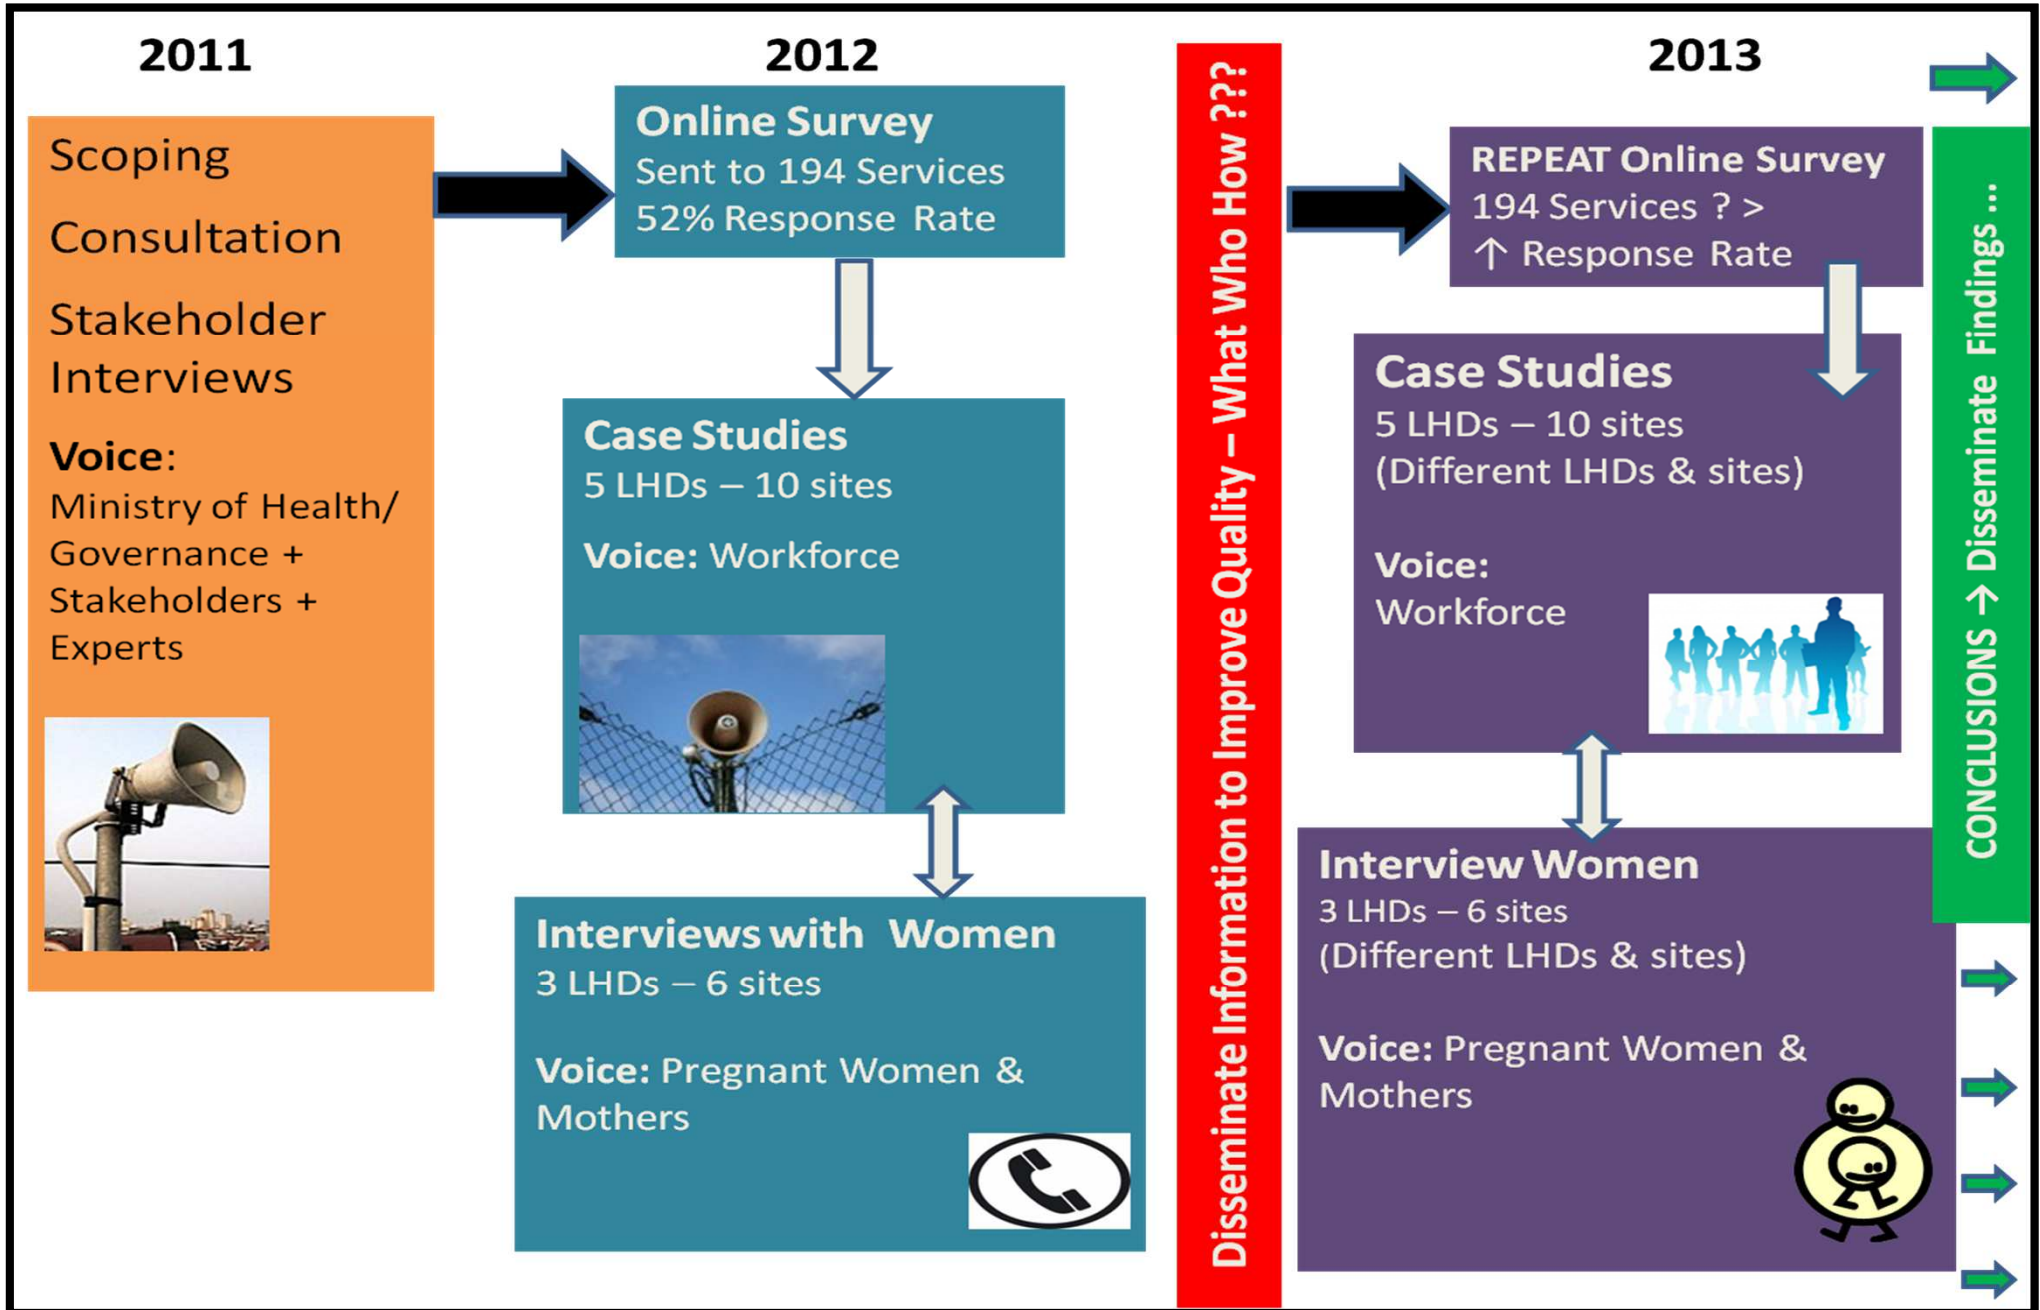 2011
Scoping
Consultation
Stakeholder
Interviews
Voice:
Ministry of Health/
Governance +
Stakeholders +
Experts
2012
Online Survey
Sent to 194 Services
52% Response Rate
Case Studies
5 LHDs – 10 sites
Voice: Workforce
Interviews with Women
3 LHDs – 6 sites
Voice: Pregnant Women &
Mothers
Disseminate Information to Improve Quality – What Who How ???
2013
REPEAT Online Survey
194 Services ? >
↑ Response Rate
Case Studies
5 LHDs – 10 sites
(Different LHDs & sites)
Voice:
Workforce
Interview Women
3 LHDs – 6 sites
(Different LHDs & sites)
Voice: Pregnant Women &
Mothers
CONCLUSIONS → Disseminate Findings ...